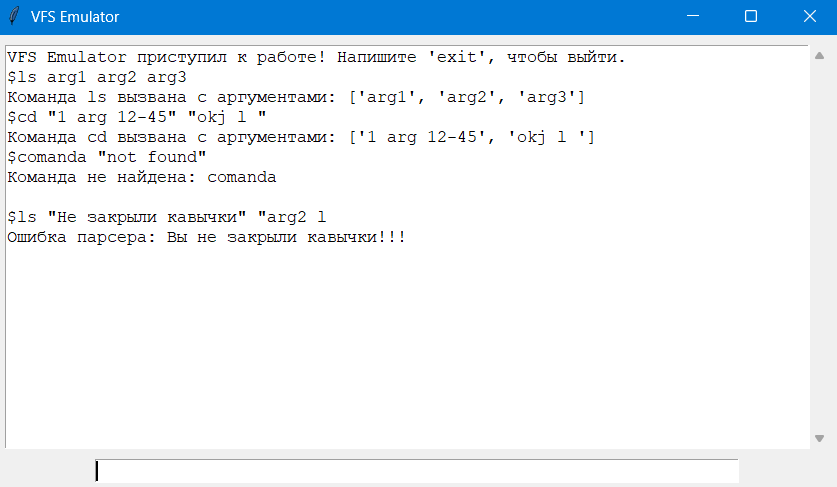 VFS Emulator
VFS Emulator приступил к работе! Напишите 'exit', чтобы выйти.
$ls arg1 arg2 arg3
Команда ls вызвана с аргументами: ['arg1', 'arg2', 'arg3']
$cd "1 arg 12-45" "okj l "
Команда cd вызвана с аргументами: ['1 arg 12-45', 'okj l ']
$comanda "not found"
Команда не найдена: comanda
$ls "Не закрыли кавычки" "arg2 l
Ошибка парсера: Вы не закрыли кавычки!!!